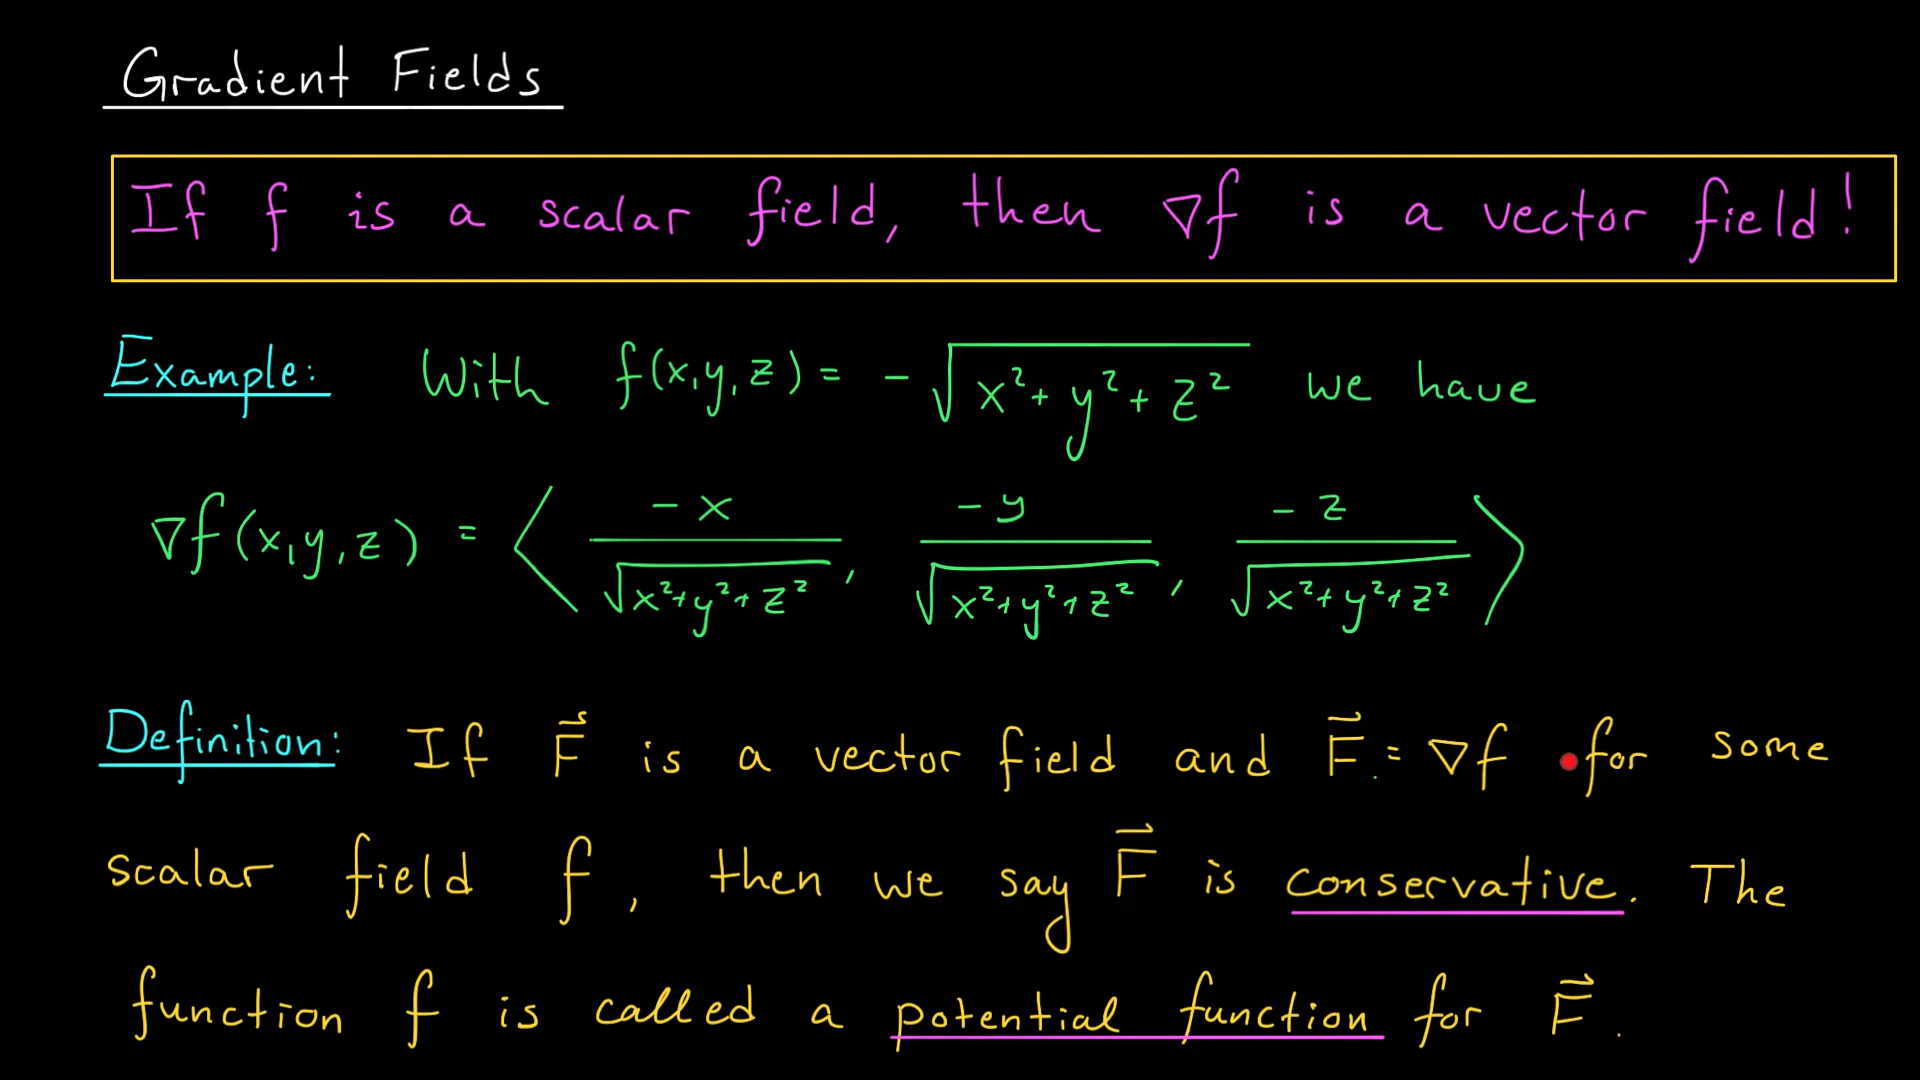 Gradient Fields
If f is a scalar field, then ∇f is a vector field!
Example: With f(x,y,z) = -√(x²+y²+z²) we have
∇f(x,y,z) = ⟨ -x/√(x²+y²+z²), -y/√(x²+y²+z²), -z/√(x²+y²+z²) ⟩
Definition: If F⃗ is a vector field and F⃗ = ∇f for some
scalar field f, then we say F⃗ is conservative. The
function f is called a potential function for F⃗.